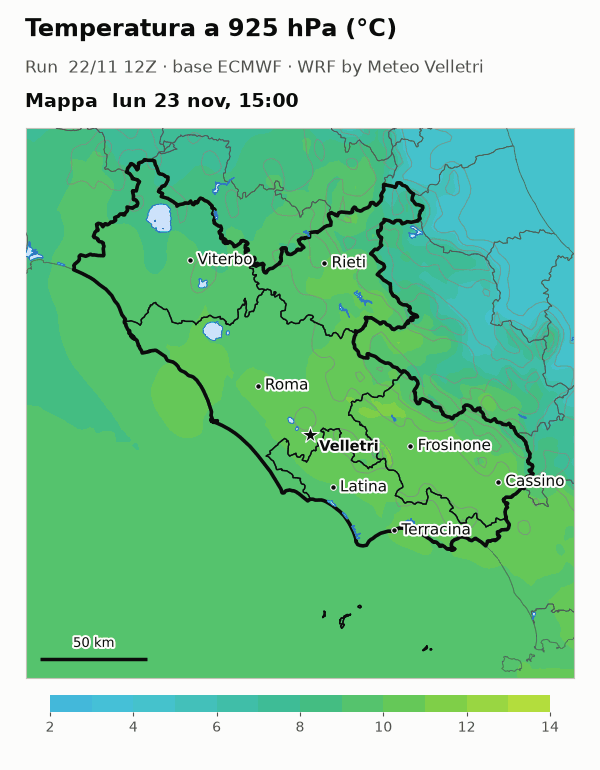 Temperatura a 925 hPa (°C)
Run  22/11 12Z · base ECMWF · WRF by Meteo Velletri
Mappa  lun 23 nov, 15:00
Viterbo
Rieti
Roma
Velletri
Frosinone
Cassino
Latina
Terracina
50 km
2 4 6 8 10 12 14